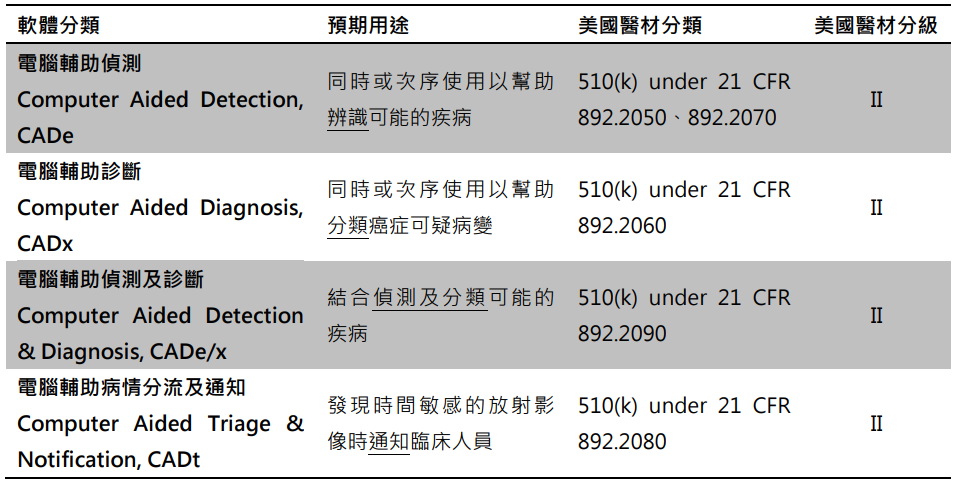 軟體分類 預期用途 美國醫材分類 美國醫材分級
電腦輔助偵測
Computer Aided Detection,
CADe
同時或次序使用以幫助
辨識可能的疾病
510(k) under 21 CFR
892.2050、892.2070
II
電腦輔助診斷
Computer Aided Diagnosis,
CADx
同時或次序使用以幫助
分類癌症可疑病變
510(k) under 21 CFR
892.2060
II
電腦輔助偵測及診斷
Computer Aided Detection
& Diagnosis, CADe/x
結合偵測及分類可能的
疾病
510(k) under 21 CFR
892.2090
II
電腦輔助病情分流及通知
Computer Aided Triage &
Notification, CADt
發現時間敏感的放射影
像時通知臨床人員
510(k) under 21 CFR
892.2080
II